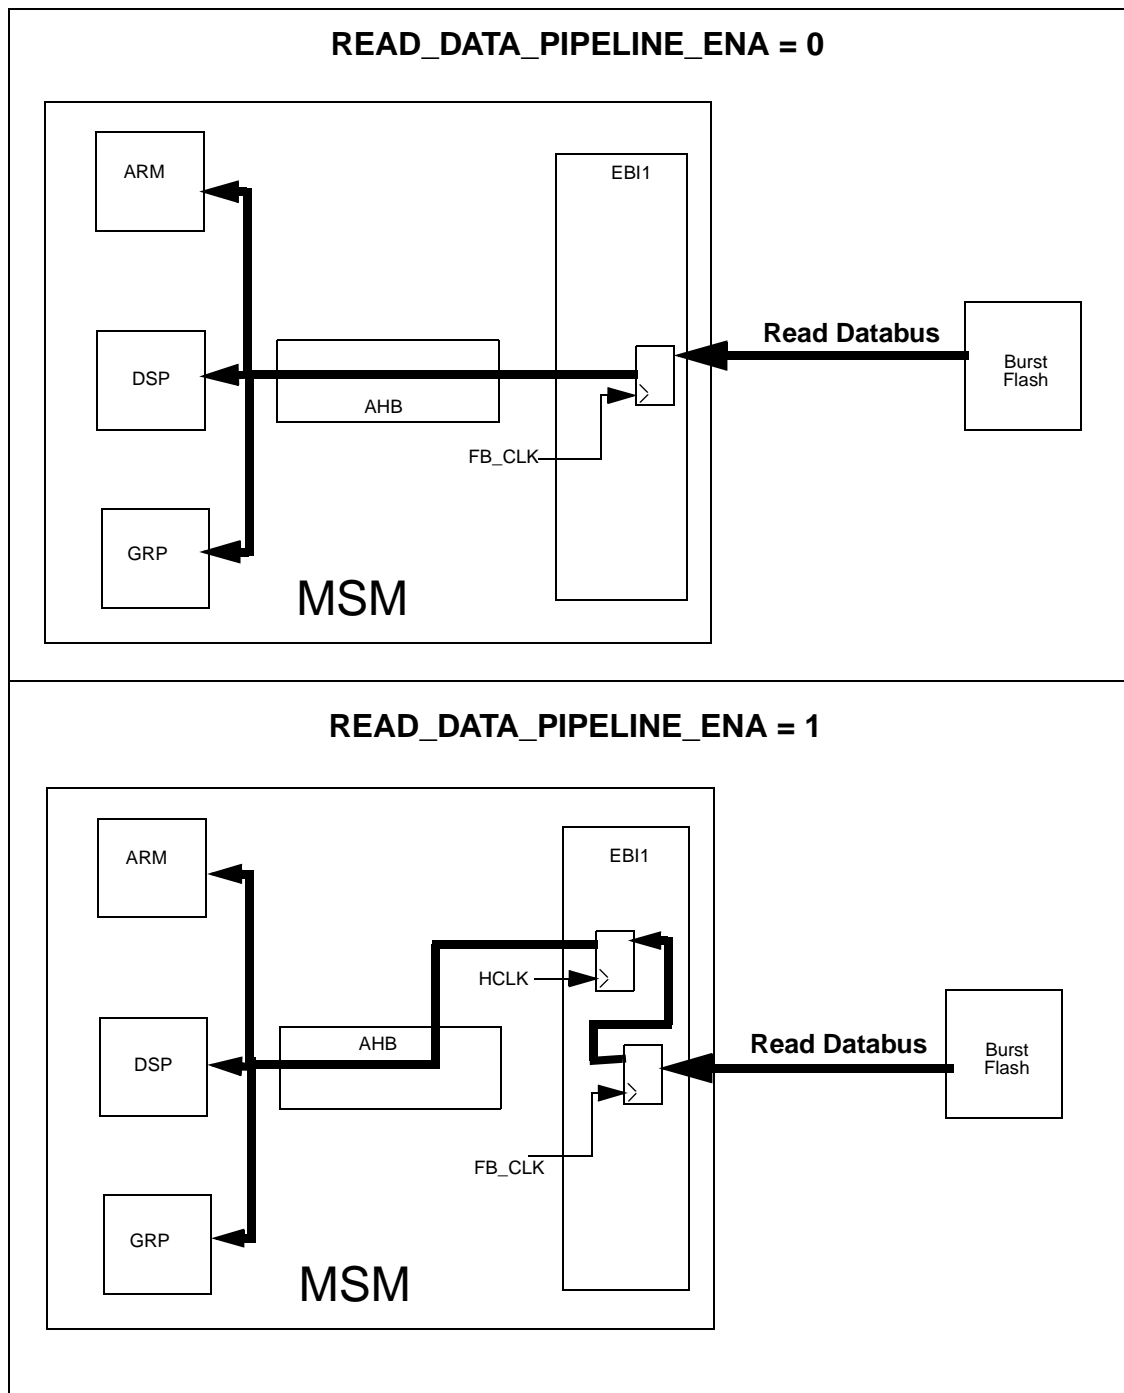 READ_DATA_PIPELINE_ENA = 0
ARM
EBI1
Read Databus
Burst
Flash
DSP
AHB
FB_CLK
GRP
MSM
READ_DATA_PIPELINE_ENA = 1
ARM
EBI1
HCLK
AHB
Read Databus
Burst
Flash
DSP
FB_CLK
GRP
MSM